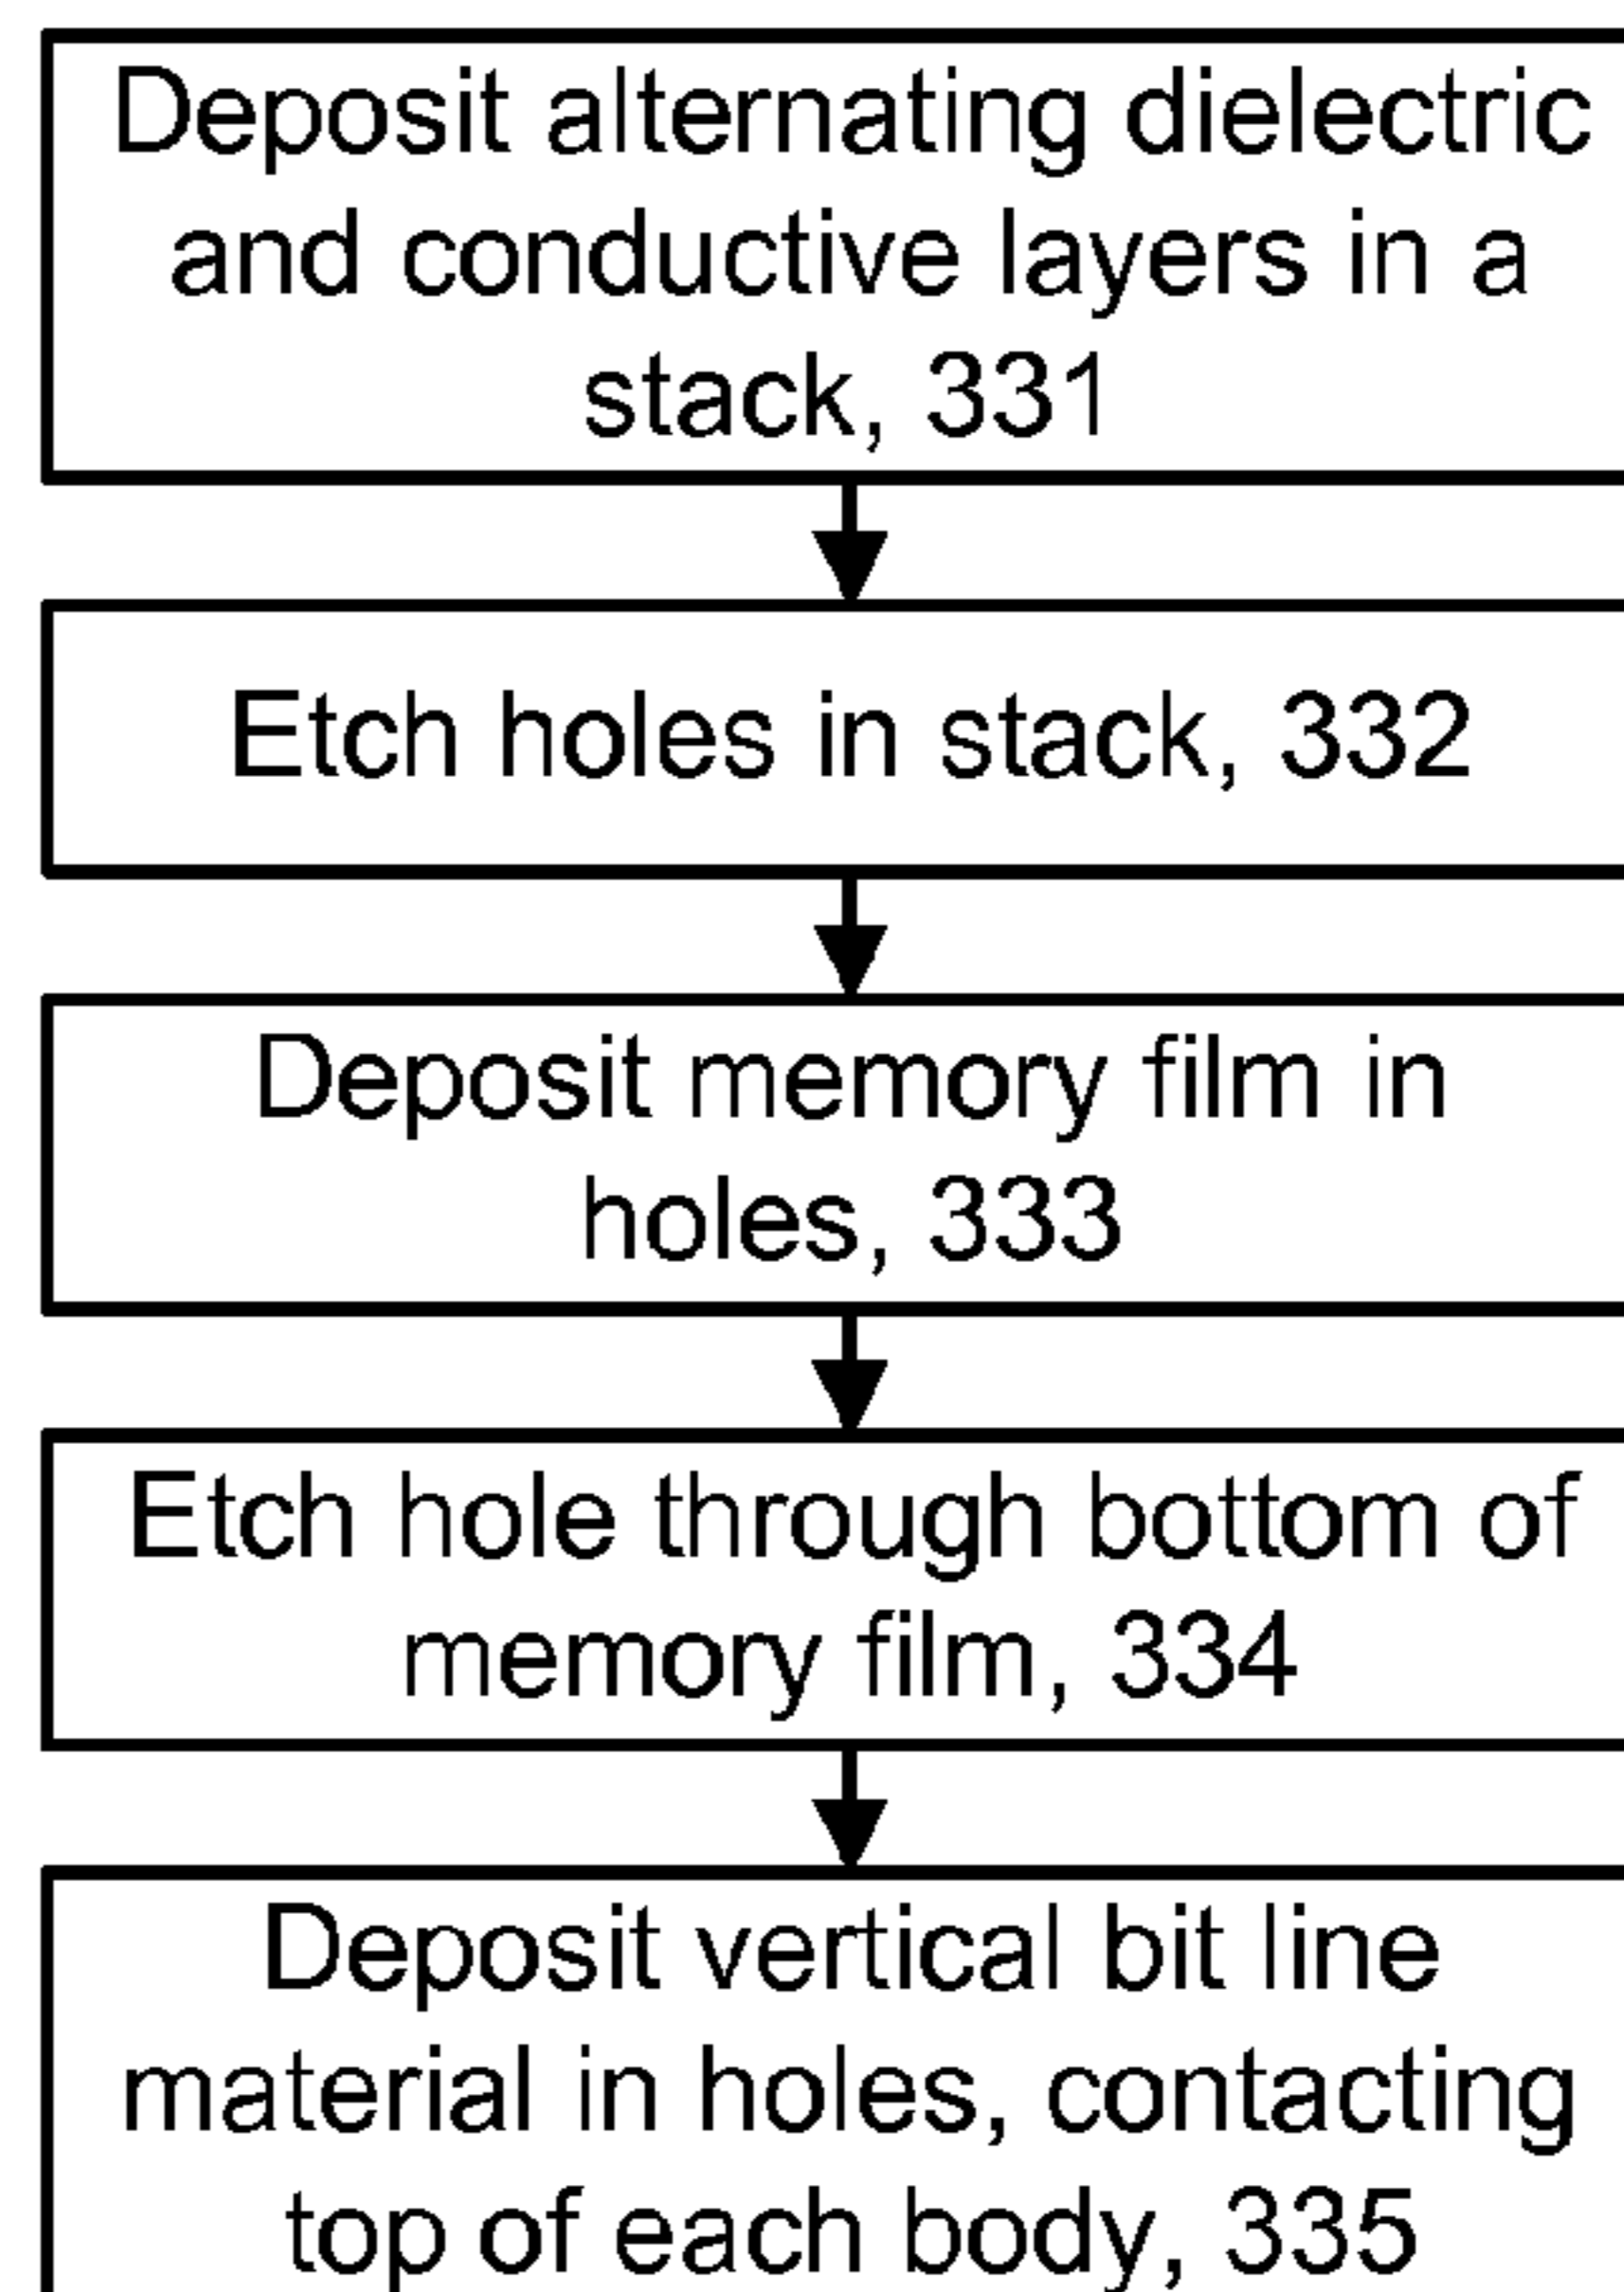 Deposit alternating dielectric
and conductive layers in a
stack, 331
Etch holes in stack, 332
Deposit memory film in
holes, 333
Etch hole through bottom of
memory film, 334
Deposit vertical bit line
material in holes, contacting
top of each body, 335